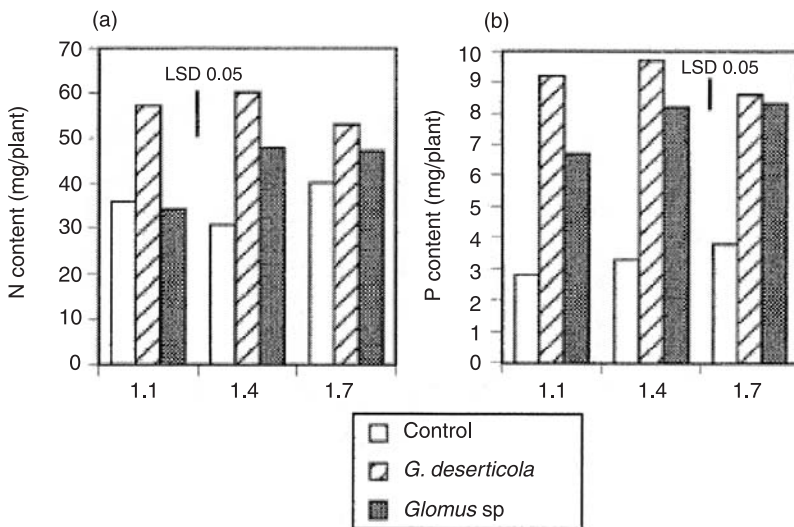 (a)
N content (mg/plant)
70
60
50
40
30
20
10
0
LSD 0.05
1.1 1.4 1.7
(b)
P content (mg/plant)
10
9
8
7
6
5
4
3
2
1
0
LSD 0.05
1.1 1.4 1.7
Control
G. deserticola
Glomus sp